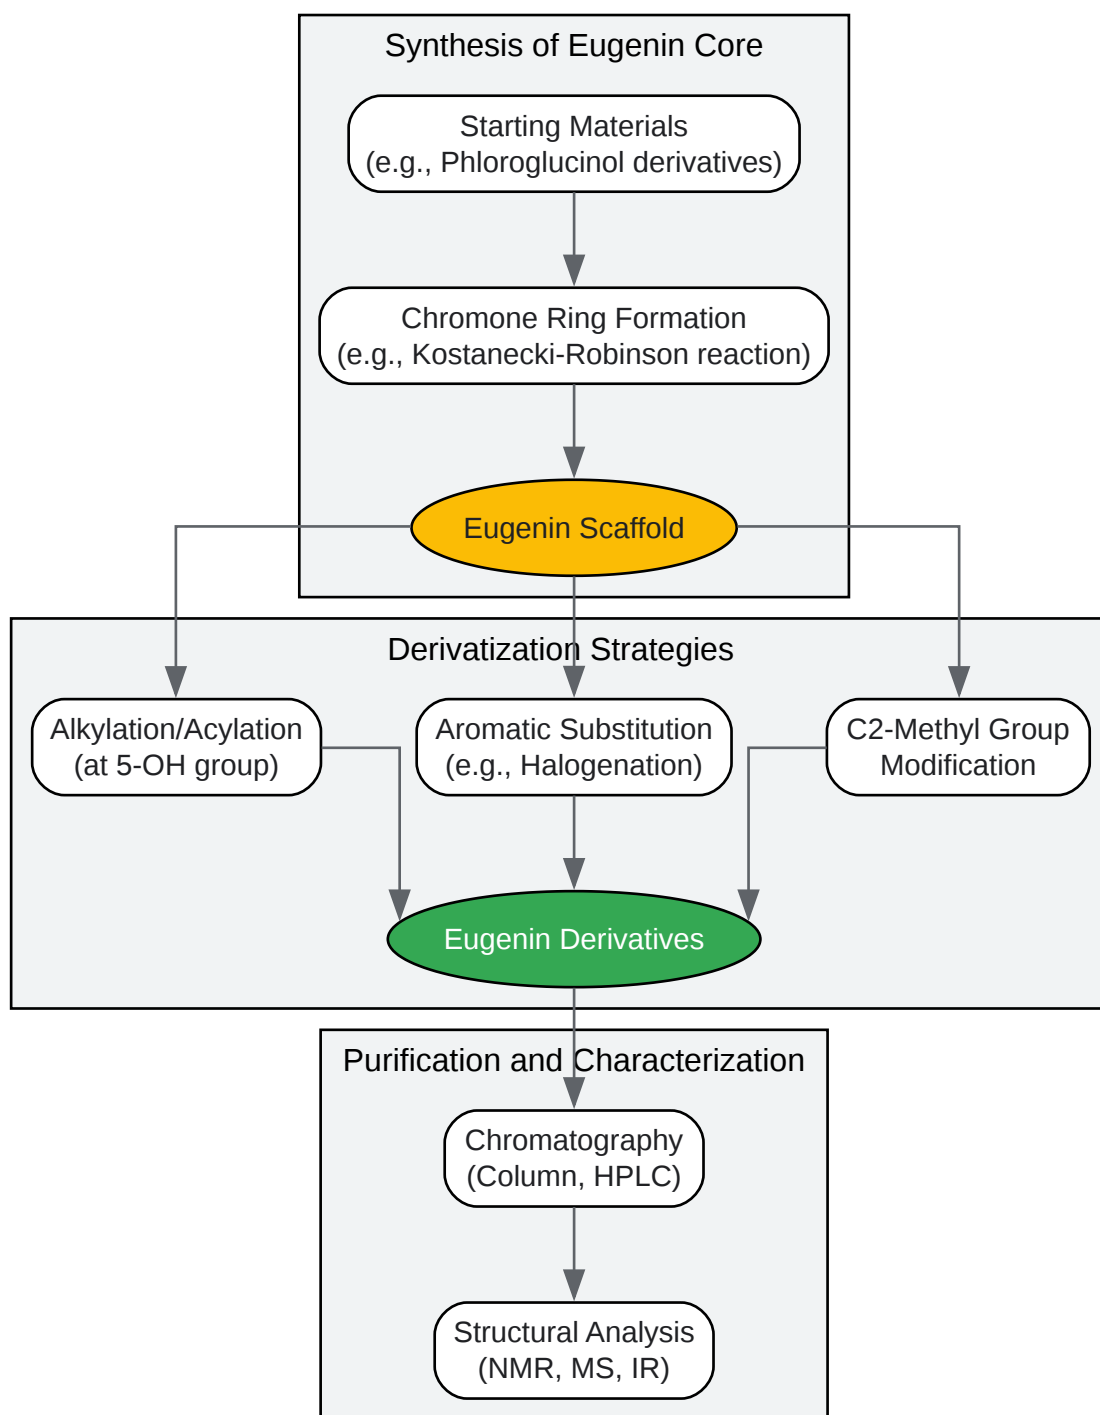 Synthesis of Eugenin Core
Starting Materials
(e.g., Phloroglucinol derivatives)
Chromone Ring Formation
(e.g., Kostanecki-Robinson reaction)
Eugenin Scaffold
Derivatization Strategies
Alkylation/Acylation
(at 5-OH group)
Aromatic Substitution
(e.g., Halogenation)
C2-Methyl Group
Modification
Eugenin Derivatives
Purification and Characterization
Chromatography
(Column, HPLC)
Structural Analysis
(NMR, MS, IR)